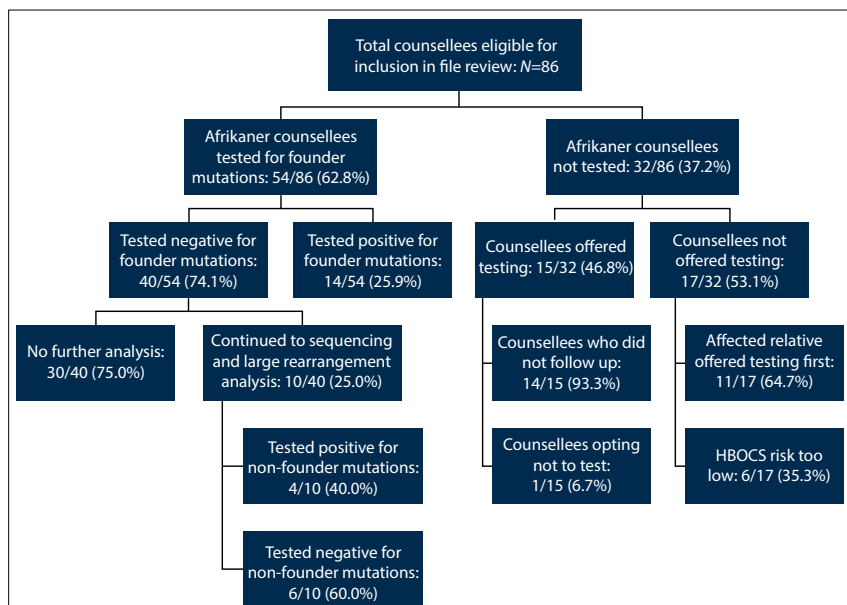 Total counsellees eligible for
inclusion in file review: N=86
Afrikaner counsellees
tested for founder
mutations: 54/86 (62.8%)
Afrikaner counsellees
not tested: 32/86 (37.2%)
Tested negative for
founder mutations:
40/54 (74.1%)
Tested positive for
founder mutations:
14/54 (25.9%)
Counsellees offered
testing: 15/32 (46.8%)
Counsellees not
offered testing:
17/32 (53.1%)
No further analysis:
30/40 (75.0%)
Continued to sequencing
and large rearrangement
analysis: 10/40 (25.0%)
Counsellees who did
not follow up:
14/15 (93.3%)
Affected relative
offered testing first:
11/17 (64.7%)
Tested positive for
non-founder mutations:
4/10 (40.0%)
Counsellees opting
not to test:
1/15 (6.7%)
HBOCS risk too
low: 6/17 (35.3%)
Tested negative for
non-founder mutations:
6/10 (60.0%)